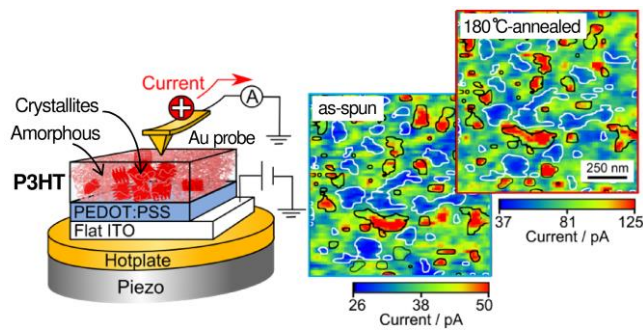 180℃-annealed
Current
A
Crystallites
Amorphous
Au probe
as-spun
P3HT
250 nm
PEDOT:PSS
Flat ITO
37 81 125
Current / pA
Hotplate
Piezo
26 38 50
Current / pA